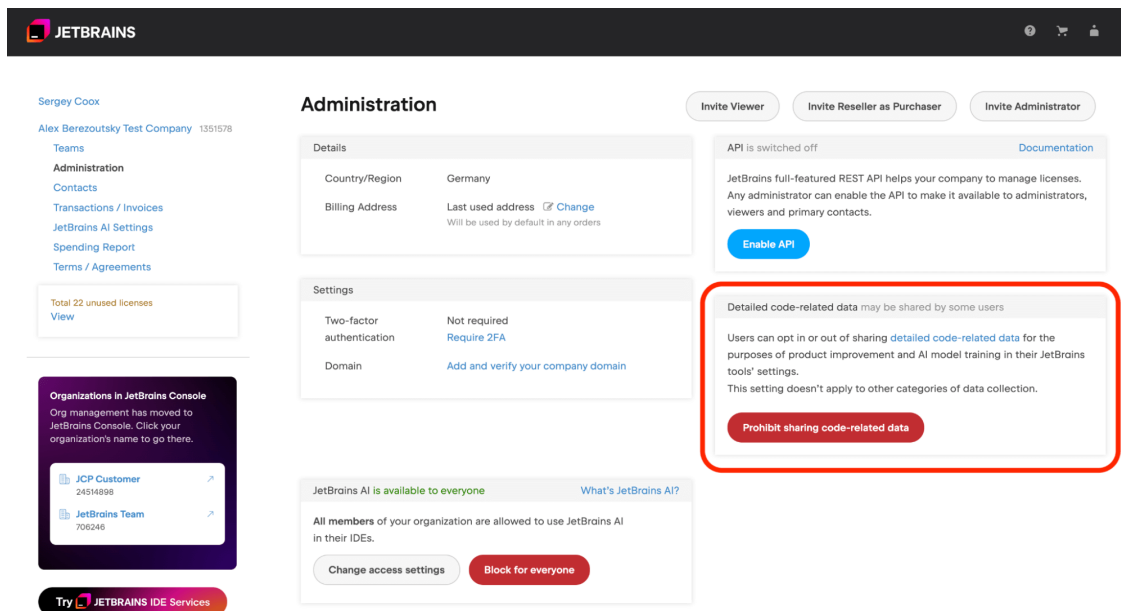 JETBRAINS
Sergey Coox
Alex Berezoutsky Test Company 1351578
Teams
Administration
Contacts
Transactions / Invoices
JetBrains AI Settings
Spending Report
Terms / Agreements
Total 22 unused licenses
View
Organizations in JetBrains Console
Org management has moved to
JetBrains Console. Click your
organization's name to go there.
JCP Customer
24514898
JetBrains Team
706246
Try JETBRAINS IDE Services
Administration
Invite Viewer
Invite Reseller as Purchaser
Invite Administrator
Details
Country/Region Germany
Billing Address Last used address Change
Will be used by default in any orders
Settings
Two-factor authentication Not required
Require 2FA
Domain Add and verify your company domain
JetBrains AI is available to everyone What's JetBrains AI?
All members of your organization are allowed to use JetBrains AI
in their IDEs.
Change access settings
Block for everyone
API is switched off Documentation
JetBrains full-featured REST API helps your company to manage licenses.
Any administrator can enable the API to make it available to administrators,
viewers and primary contacts.
Enable API
Detailed code-related data may be shared by some users
Users can opt in or out of sharing detailed code-related data for the
purposes of product improvement and AI model training in their JetBrains
tools' settings.
This setting doesn't apply to other categories of data collection.
Prohibit sharing code-related data